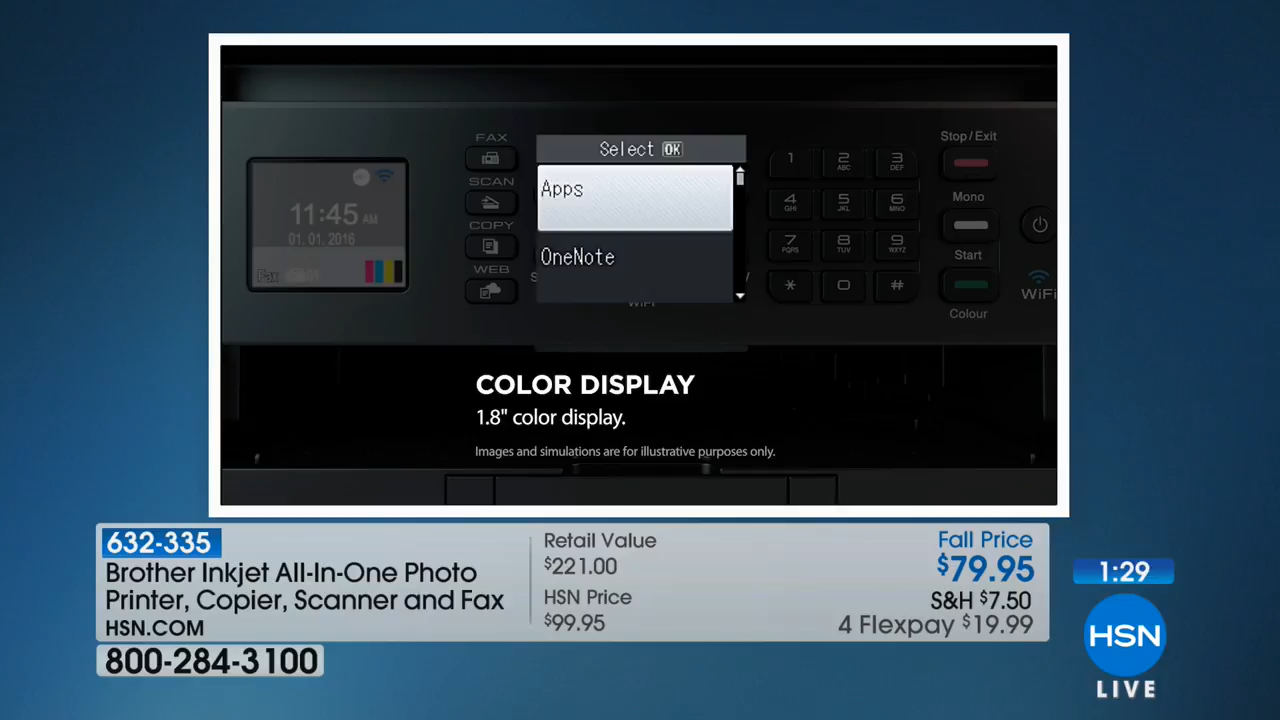 FAX
SCAN
COPY
WEB
11:45 AM
01. 01. 2016
Fax
01
Select OK
Apps
OneNote
WiFi
1
2 ABC
3 DEF
4 GHI
5 JKL
6 MNO
7 PQRS
8 TUV
9 WXYZ
*
0
#
Stop/Exit
Mono
Start
Colour
WiFi
COLOR DISPLAY
1.8" color display.
Images and simulations are for illustrative purposes only.
632-335
Brother Inkjet All-In-One Photo
Printer, Copier, Scanner and Fax
HSN.COM
800-284-3100
Retail Value
$221.00
HSN Price
$99.95
Fall Price
$79.95
S&H $7.50
4 Flexpay $19.99
1:29
HSN
LIVE